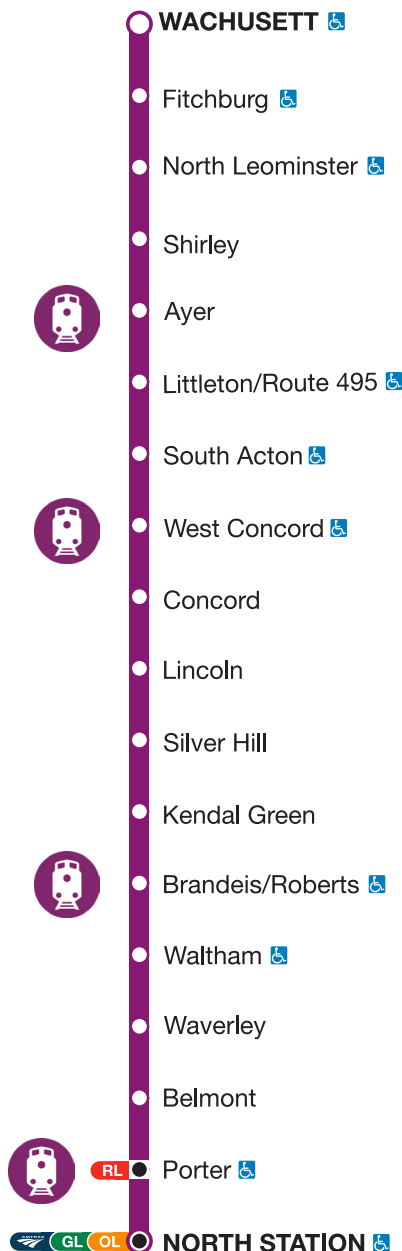 WACHUSETT
Fitchburg
North Leominster
Shirley
Ayer
Littleton/Route 495
South Acton
West Concord
Concord
Lincoln
Silver Hill
Kendal Green
Brandeis/Roberts
Waltham
Waverley
Belmont
RL Porter
AMTRAK GL OL NORTH STATION